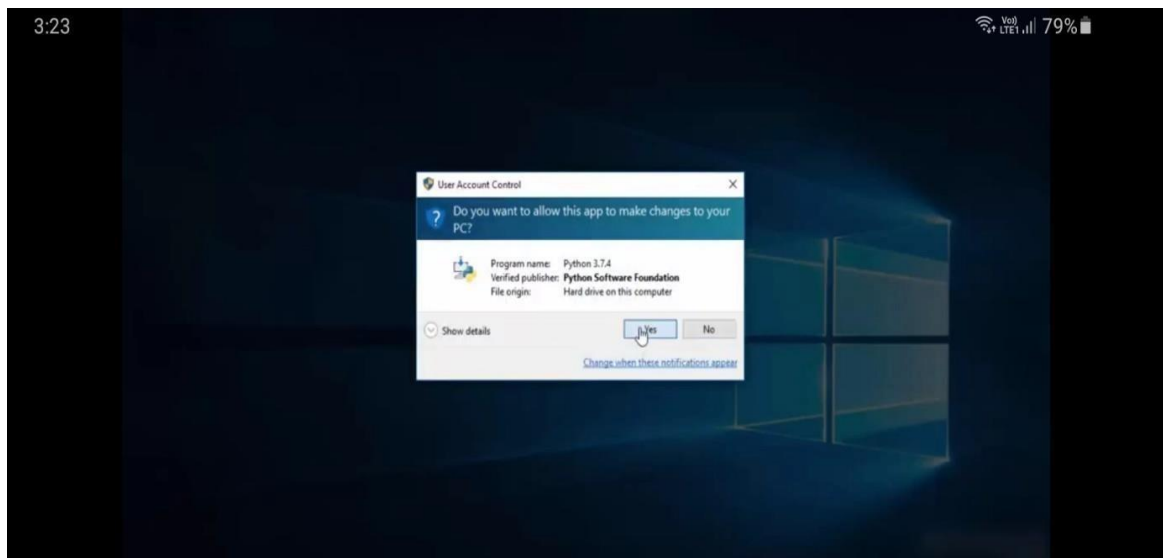 3:23
Vo))
LTE1 79%
User Account Control
Do you want to allow this app to make changes to your
PC?
Program name: Python 3.7.4
Verified publisher: Python Software Foundation
File origin: Hard drive on this computer
Show details
Yes No
Change when these notifications appear